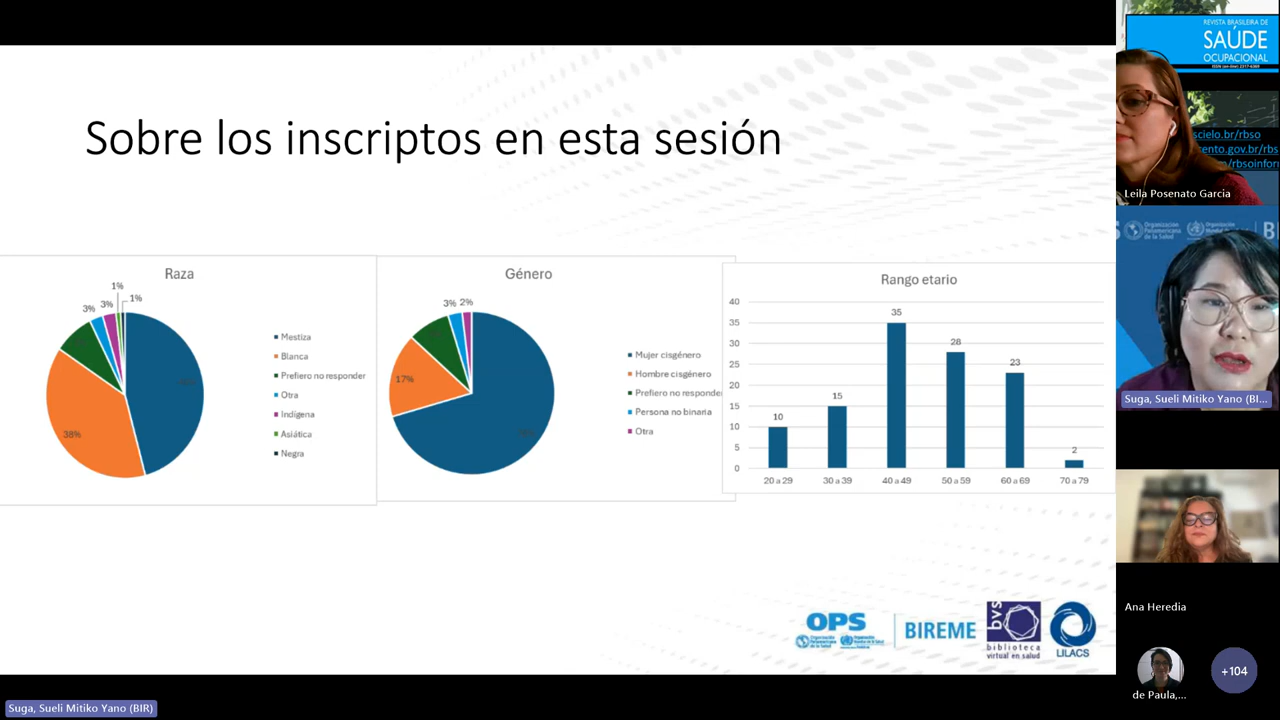 Sobre los inscriptos en esta sesión
Raza
1%
1%
3%
3%
38%
Mestiza
Blanca
Prefiero no responder
Otra
Indígena
Asiática
Negra
Género
3%
2%
17%
Mujer cisgénero
Hombre cisgénero
Prefiero no responder
Persona no binaria
Otra
Rango etario
40
35
30
25
20
15
10
5
0
10
15
35
28
23
2
20 a 29
30 a 39
40 a 49
50 a 59
60 a 69
70 a 79
OPS
BIREME
bvs
biblioteca
virtual en salud
LILACS
REVISTA BRASILEIRA DE
SAÚDE
OCUPACIONAL
scielo.br/rbso
Leila Posenato Garcia
Organización
Panamericana
de la Salud
Suga, Sueli Mitiko Yano (BI...
Ana Heredia
de Paula,...
+104
Suga, Sueli Mitiko Yano (BIR)